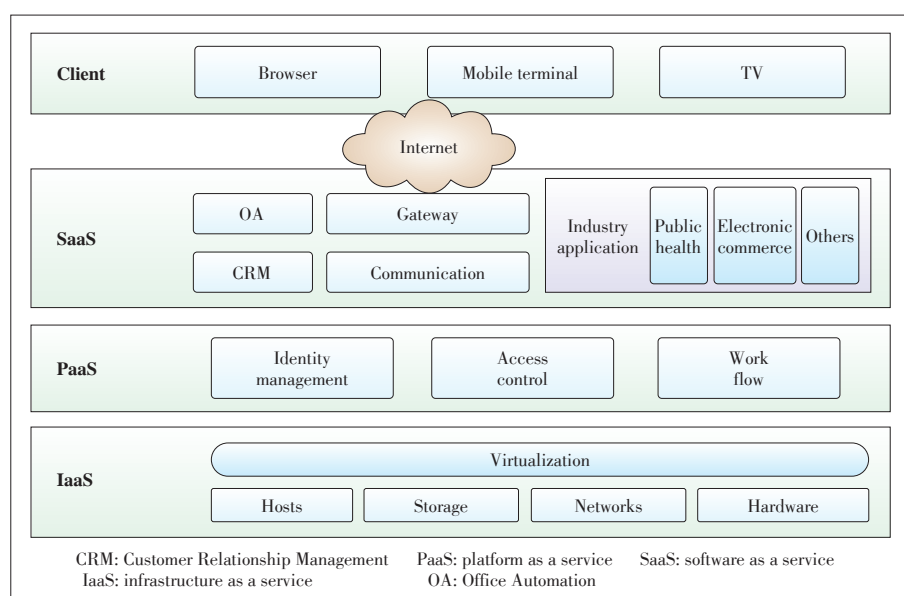 Client
Browser
Mobile terminal
TV
Internet
SaaS
OA
Gateway
CRM
Communication
Industry
application
Public
health
Electronic
commerce
Others
PaaS
Identity
management
Access
control
Work
flow
IaaS
Virtualization
Hosts
Storage
Networks
Hardware
CRM: Customer Relationship Management PaaS: platform as a service SaaS: software as a service
IaaS: infrastructure as a service OA: Office Automation